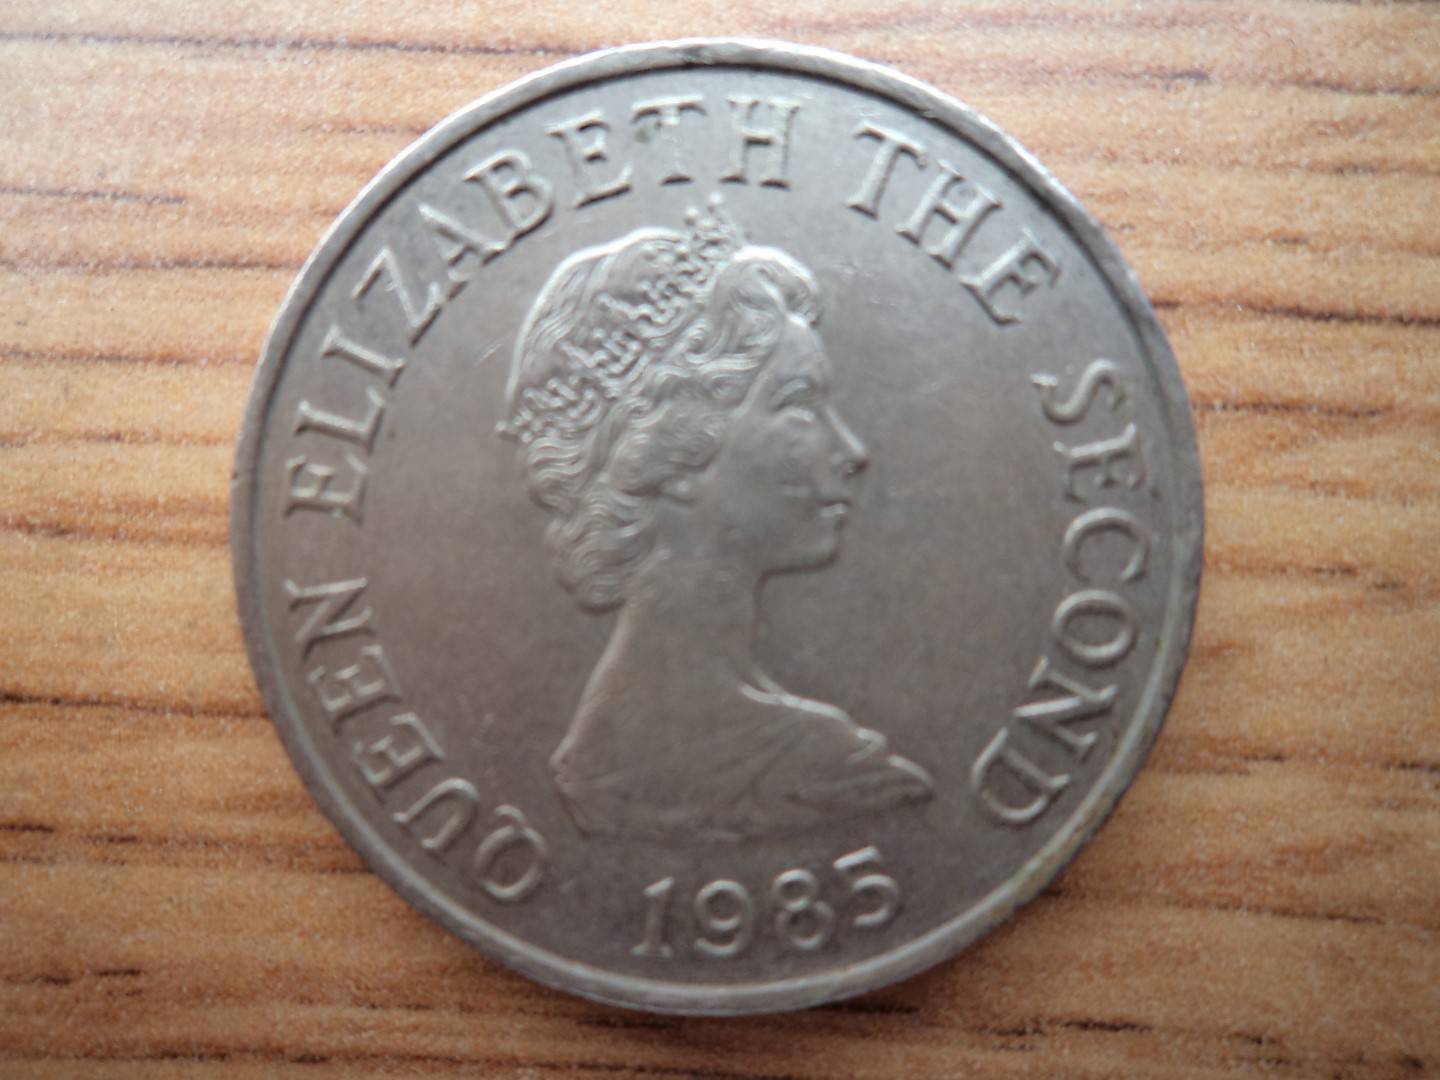 QUEEN ELIZABETH THE SECOND
1985